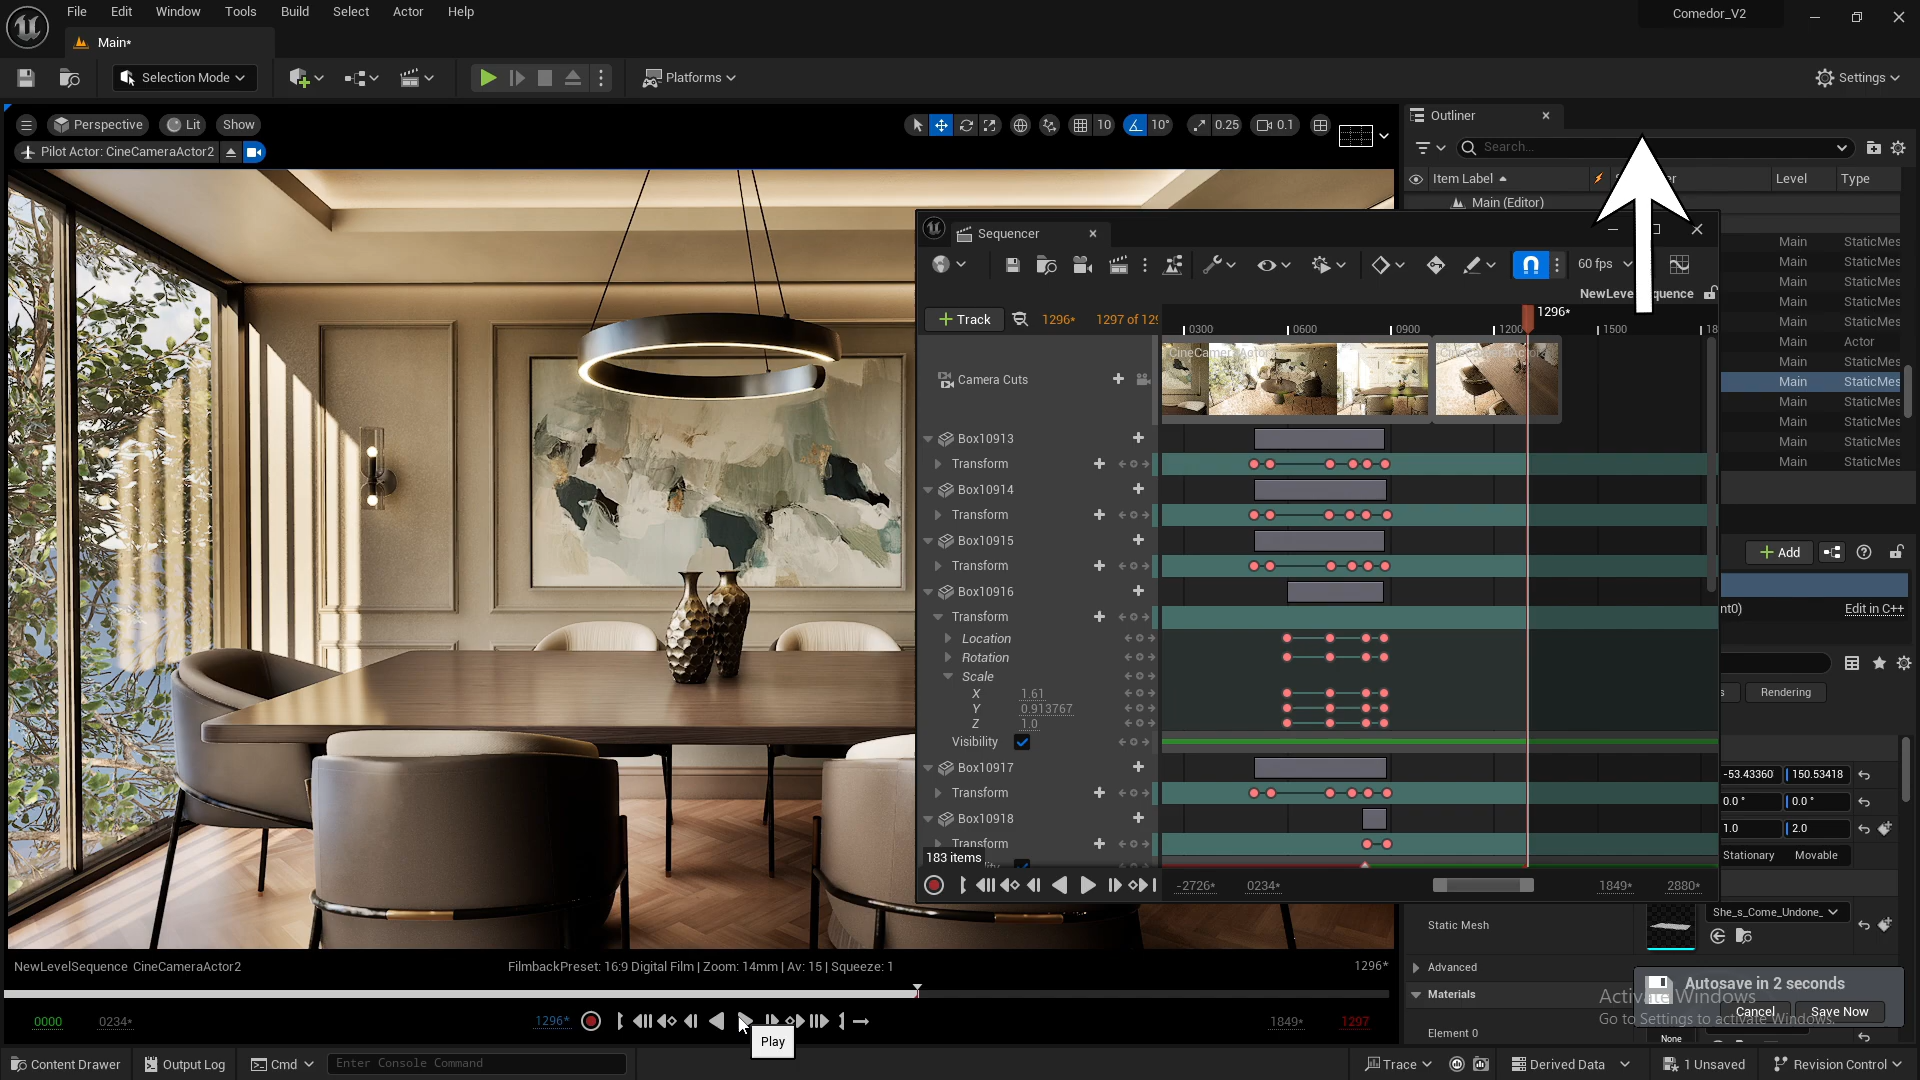 File Edit Window Tools Build Select Actor Help
Comedor_V2
Main*
Selection Mode
Platforms
Settings
Perspective Lit Show
10 10° 0.25 0.1
Pilot Actor: CineCameraActor2
Outliner
Search...
Item Label Level Type
Main (Editor)
Main StaticMes
Main StaticMes
Main StaticMes
Main StaticMes
Main StaticMes
Main Actor
Main StaticMes
Main StaticMes
Main StaticMes
Main StaticMes
Main StaticMes
Main StaticMes
Sequencer
60 fps
NewLeve quence
Track 1296* 1297 of 129
1296*
0300 0600 0900 1200 1500 18
Camera Cuts
Box10913
Transform
Box10914
Transform
Box10915
Transform
Box10916
Transform
Location
Rotation
Scale
X 1.61
Y 0.913767
Z 1.0
Visibility
Box10917
Transform
Box10918
Transform
183 items
-2726* 0234* 1849* 2880*
Add
nt0) Edit in C++
s Rendering
-53.43360 150.53418
0.0 ° 0.0 °
1.0 2.0
Stationary Movable
Static Mesh She_s_Come_Undone_
Advanced
Materials
Element 0 None
Autosave in 2 seconds
Cancel Save Now
Activate Windows
Go to Settings to activate Windows.
NewLevelSequence CineCameraActor2
FilmbackPreset: 16:9 Digital Film | Zoom: 14mm | Av: 15 | Squeeze: 1
1296*
0000 0234* 1296* 1849* 1297
Play
Content Drawer Output Log Cmd Enter Console Command
Trace Derived Data 1 Unsaved Revision Control